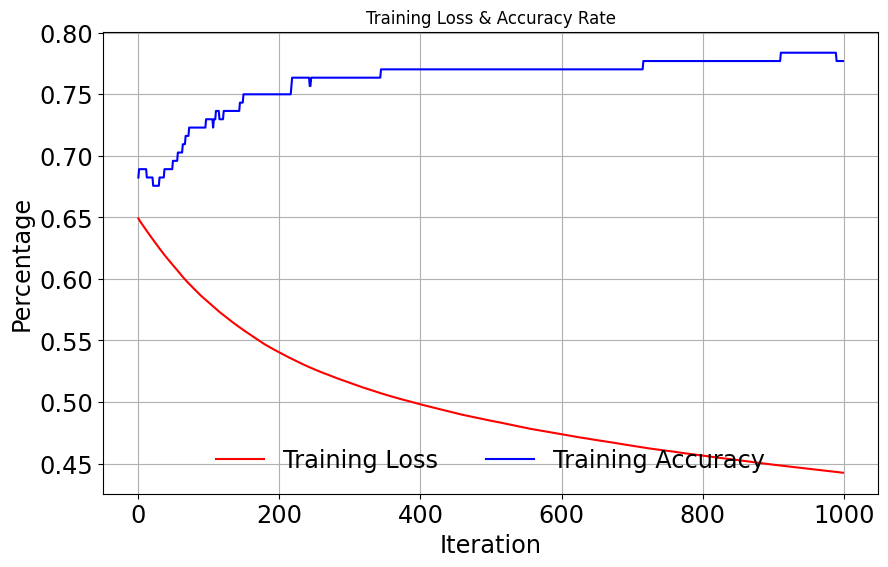 Training Loss & Accuracy Rate
0.80
0.75
0.70
0.65
0.60
0.55
0.50
0.45
Percentage
Training Loss Training Accuracy
0 200 400 600 800 1000
Iteration